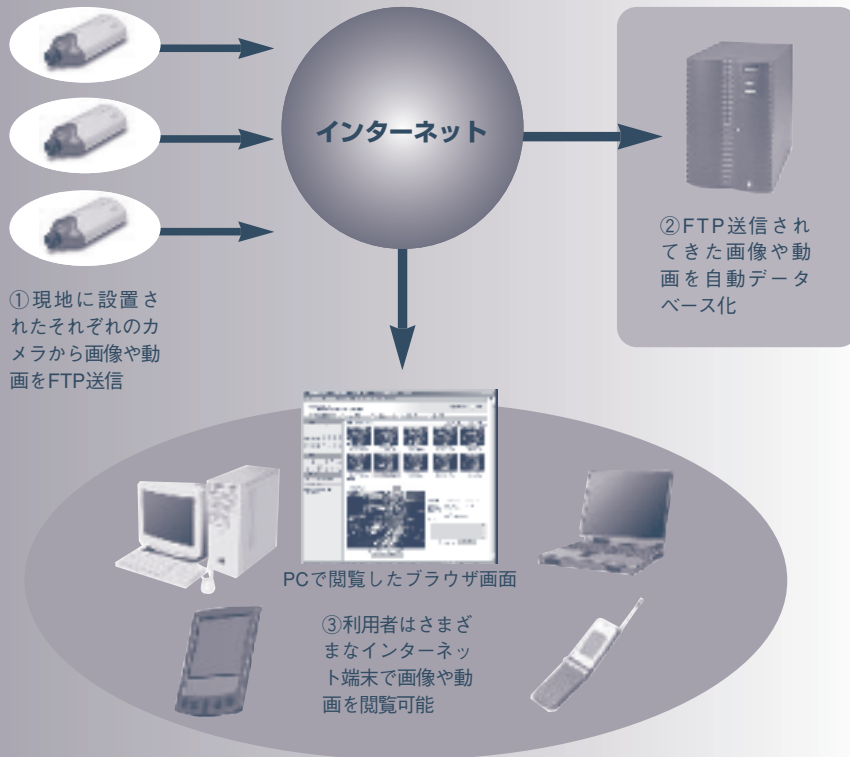 インターネット
①現地に設置さ
れたそれぞれのカ
メラから画像や動
画をFTP送信
②FTP送信され
てきた画像や動
画を自動データ
ベース化
PCで閲覧したブラウザ画面
③利用者はさまざ
まなインターネッ
ト端末で画像や動
画を閲覧可能